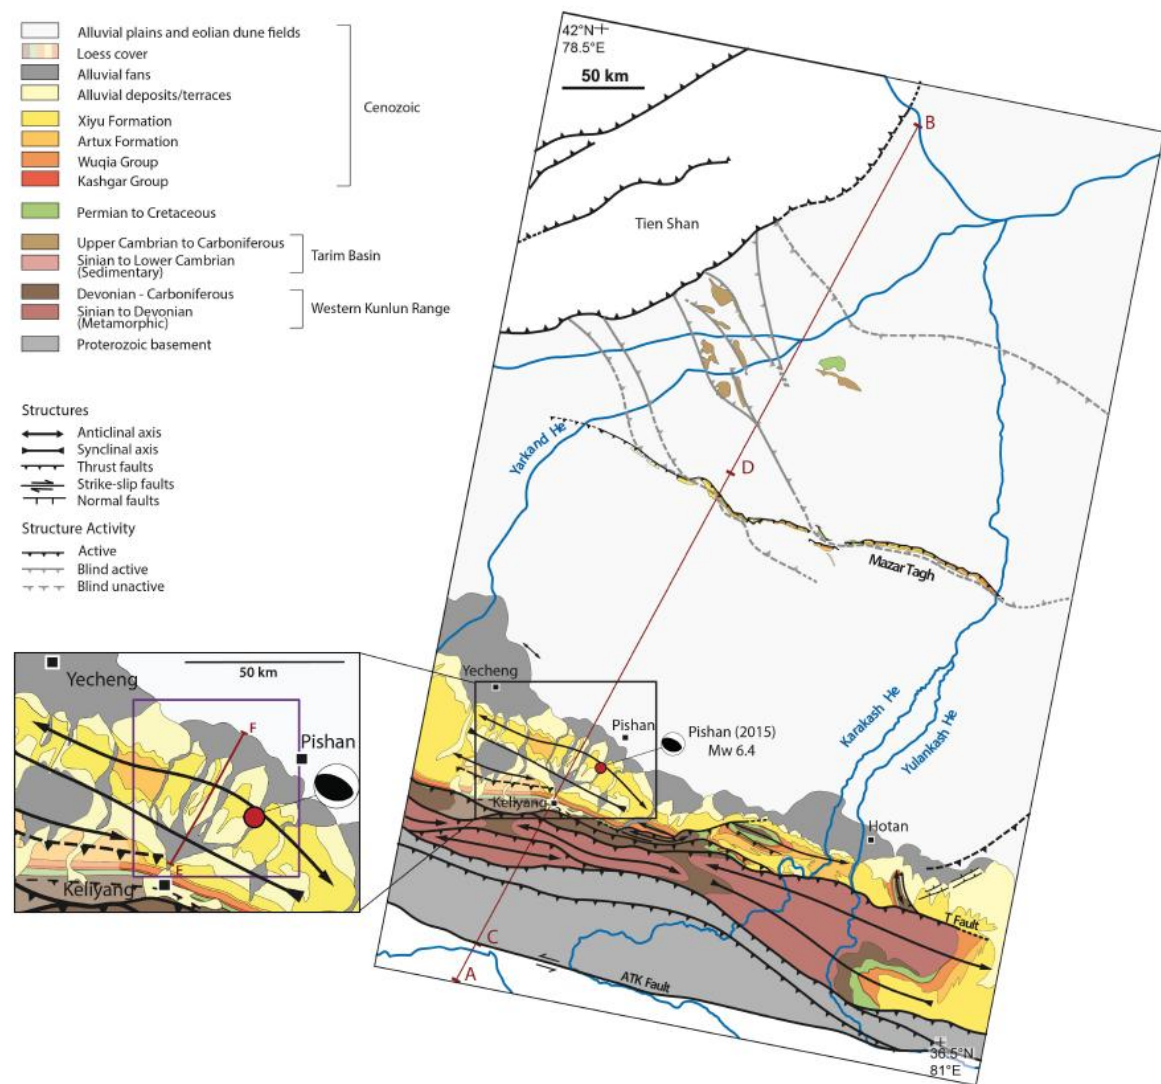 Alluvial plains and eolian dune fields
Loess cover
Alluvial fans
Alluvial deposits/terraces
Xiyu Formation
Artux Formation
Wuqia Group
Kashgar Group
Cenozoic
Permian to Cretaceous
Upper Cambrian to Carboniferous
Sinian to Lower Cambrian
(Sedimentary)
Tarim Basin
Devonian - Carboniferous
Sinian to Devonian
(Metamorphic)
Western Kunlun Range
Proterozoic basement
Structures
Anticlinal axis
Synclinal axis
Thrust faults
Strike-slip faults
Normal faults
Structure Activity
Active
Blind active
Blind unactive
42°N
78.5°E
50 km
B
Tien Shan
Yarkand He
D
Mazar Tagh
Yecheng
Pishan
Pishan (2015)
Mw 6.4
Karakash He
Yulankash He
Keliyang
Hotan
T Fault
C
A
ATK Fault
36.5°N
81°E
50 km
Yecheng
F
Pishan
E
Keliyang